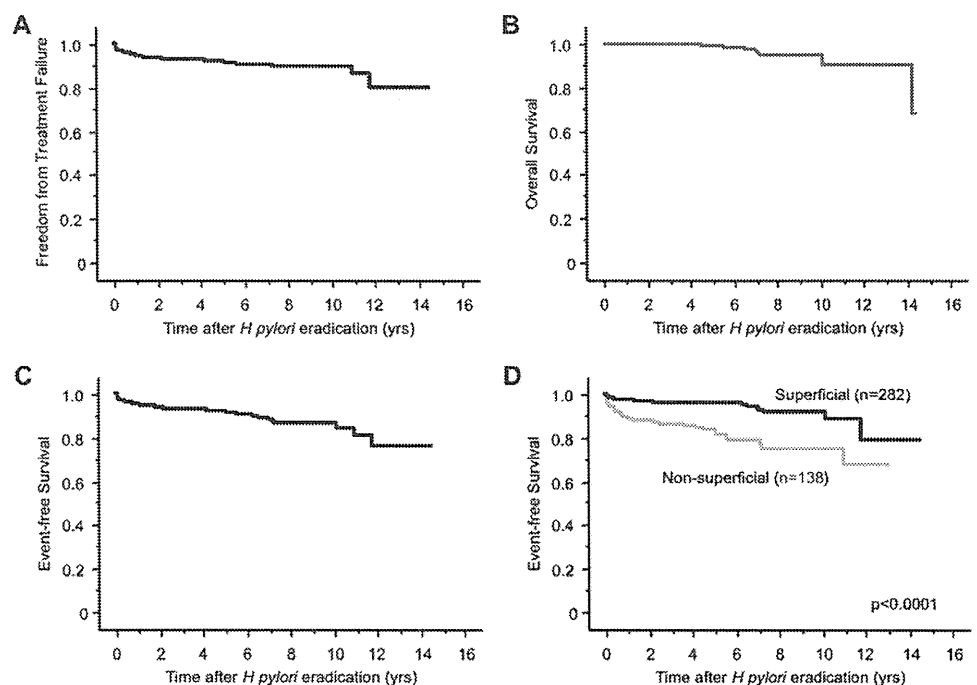 A
Freedom from Treatment Failure
1.0
0.8
0.6
0.4
0.2
0
0 2 4 6 8 10 12 14 16
Time after H pylori eradication (yrs)
B
Overall Survival
1.0
0.8
0.6
0.4
0.2
0
0 2 4 6 8 10 12 14 16
Time after H pylori eradication (yrs)
C
Event-free Survival
1.0
0.8
0.6
0.4
0.2
0
0 2 4 6 8 10 12 14 16
Time after H pylori eradication (yrs)
D
Event-free Survival
1.0
0.8
0.6
0.4
0.2
0
Superficial (n=282)
Non-superficial (n=138)
p<0.0001
0 2 4 6 8 10 12 14 16
Time after H pylori eradication (yrs)